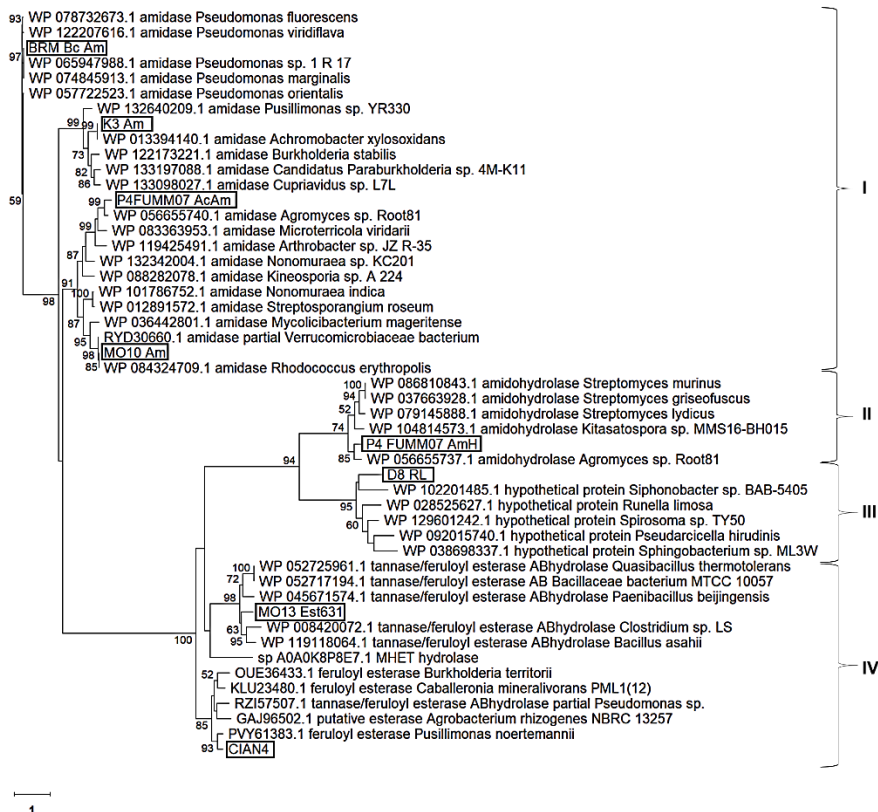 93
WP 078732673.1 amidase Pseudomonas fluorescens
WP 122207616.1 amidase Pseudomonas viridiflava
BRM Bc Am
97
WP 065947988.1 amidase Pseudomonas sp. 1 R 17
WP 074845913.1 amidase Pseudomonas marginalis
WP 057722523.1 amidase Pseudomonas orientalis
WP 132640209.1 amidase Pusillimonas sp. YR330
99
99
K3 Am
WP 013394140.1 amidase Achromobacter xylosoxidans
73
WP 122173221.1 amidase Burkholderia stabilis
82
WP 133197088.1 amidase Candidatus Paraburkholderia sp. 4M-K11
86
WP 133098027.1 amidase Cupriavidus sp. L7L
I
59
99
P4FUMM07 AcAm
WP 056655740.1 amidase Agromyces sp. Root81
99
WP 083363953.1 amidase Microterricola viridarii
WP 119425491.1 amidase Arthrobacter sp. JZ R-35
87
WP 132342004.1 amidase Nonomuraea sp. KC201
WP 088282078.1 amidase Kineosporia sp. A 224
91
98
100
WP 101786752.1 amidase Nonomuraea indica
WP 012891572.1 amidase Streptosporangium roseum
87
WP 036442801.1 amidase Mycolicibacterium mageritense
95
RYD30660.1 amidase partial Verrucomicrobiaceae bacterium
98
MO10 Am
85
WP 084324709.1 amidase Rhodococcus erythropolis
100
WP 086810843.1 amidohydrolase Streptomyces murinus
94
WP 037663928.1 amidohydrolase Streptomyces griseofuscus
52
WP 079145888.1 amidohydrolase Streptomyces lydicus
II
74
WP 104814573.1 amidohydrolase Kitasatospora sp. MMS16-BH015
P4 FUMM07 AmH
94
85
WP 056655737.1 amidohydrolase Agromyces sp. Root81
D8 RL
WP 102201485.1 hypothetical protein Siphonobacter sp. BAB-5405
95
WP 028525627.1 hypothetical protein Runella limosa
60
WP 129601242.1 hypothetical protein Spirosoma sp. TY50
III
WP 092015740.1 hypothetical protein Pseudarcicella hirudinis
WP 038698337.1 hypothetical protein Sphingobacterium sp. ML3W
100
WP 052725961.1 tannase/feruloyl esterase ABhydrolase Quasibacillus thermotolerans
72
WP 052717194.1 tannase/feruloyl esterase AB Bacillaceae bacterium MTCC 10057
98
WP 045671574.1 tannase/feruloyl esterase ABhydrolase Paenibacillus beijingensis
MO13 Est631
63
WP 008420072.1 tannase/feruloyl esterase ABhydrolase Clostridium sp. LS
95
WP 119118064.1 tannase/feruloyl esterase ABhydrolase Bacillus asahii
100
sp A0A0K8P8E7.1 MHET hydrolase
IV
52
OUE36433.1 feruloyl esterase Burkholderia territorii
KLU23480.1 feruloyl esterase Caballeronia mineralivorans PML1(12)
RZI57507.1 tannase/feruloyl esterase ABhydrolase partial Pseudomonas sp.
85
GAJ96502.1 putative esterase Agrobacterium rhizogenes NBRC 13257
PVY61383.1 feruloyl esterase Pusillimonas noertemannii
93
CIAN4
1